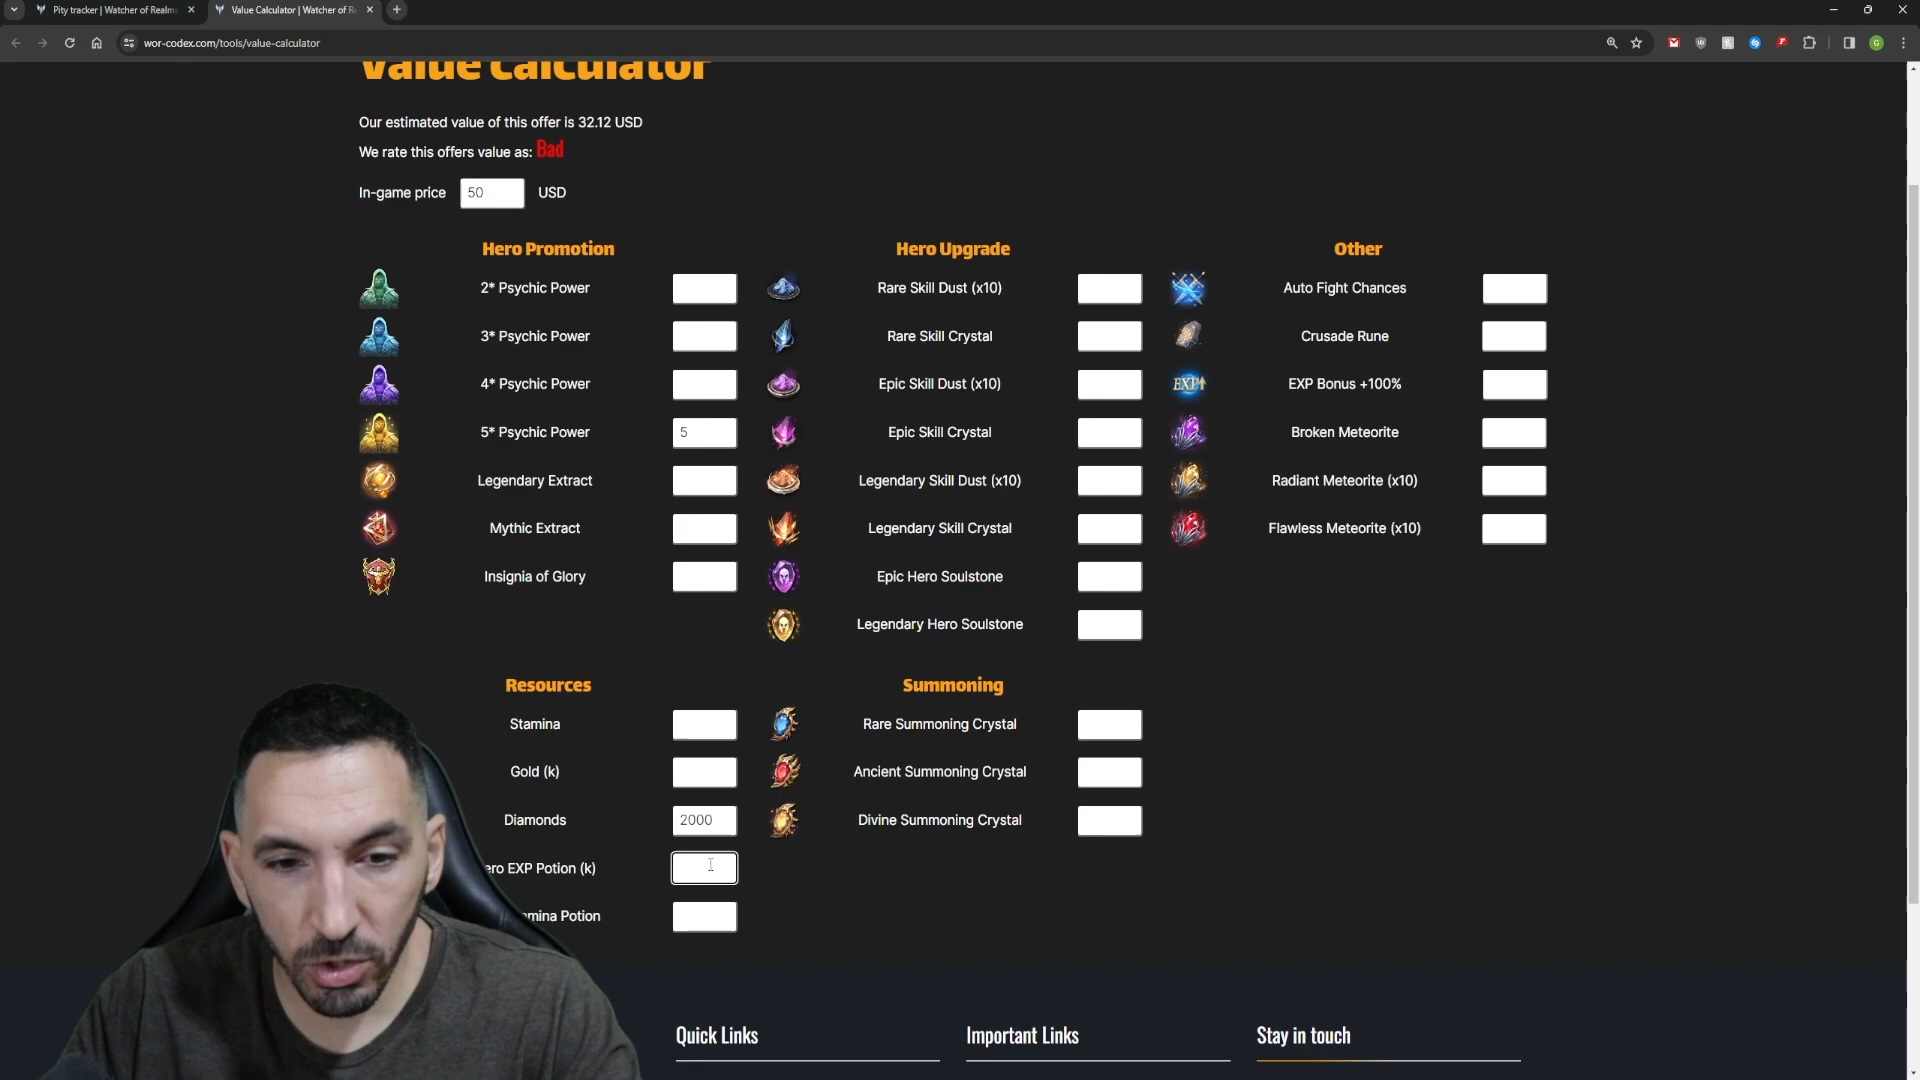 Pity tracker | Watcher of Realms
Value Calculator | Watcher of R
wor-codex.com/tools/value-calculator
Value Calculator
Our estimated value of this offer is 32.12 USD
We rate this offers value as: Bad
In-game price 50 USD
Hero Promotion
2* Psychic Power
3* Psychic Power
4* Psychic Power
5* Psychic Power 5
Legendary Extract
Mythic Extract
Insignia of Glory
Hero Upgrade
Rare Skill Dust (x10)
Rare Skill Crystal
Epic Skill Dust (x10)
Epic Skill Crystal
Legendary Skill Dust (x10)
Legendary Skill Crystal
Epic Hero Soulstone
Legendary Hero Soulstone
Other
Auto Fight Chances
Crusade Rune
EXP EXP Bonus +100%
Broken Meteorite
Radiant Meteorite (x10)
Flawless Meteorite (x10)
Resources
Stamina
Gold (k)
Diamonds 2000
ero EXP Potion (k)
mina Potion
Summoning
Rare Summoning Crystal
Ancient Summoning Crystal
Divine Summoning Crystal
Quick Links
Important Links
Stay in touch